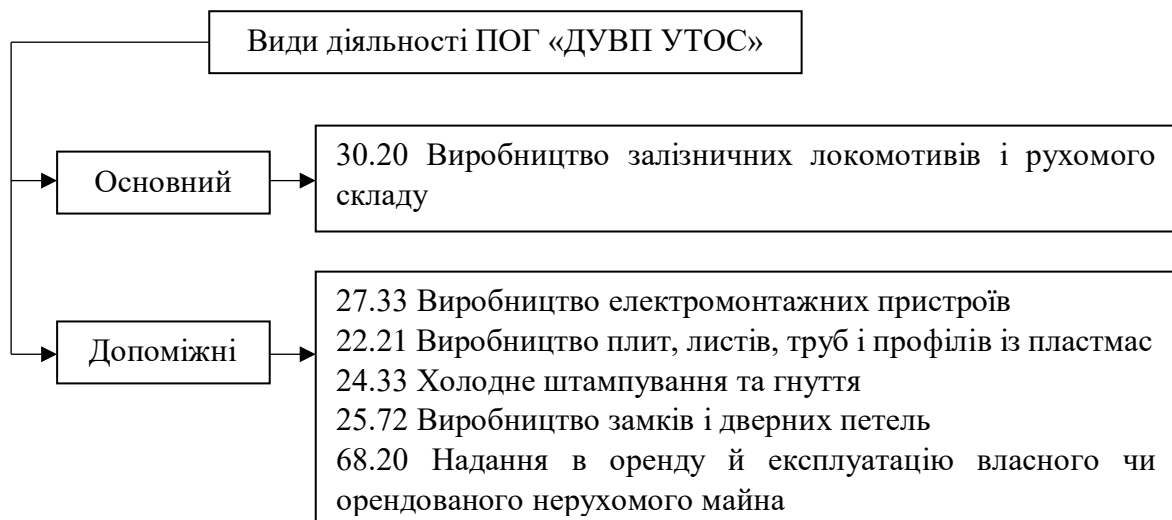 Види діяльності ПОГ «ДУВП УТОС»
Основний
30.20 Виробництво залізничних локомотивів і рухомого
складу
Допоміжні
27.33 Виробництво електромонтажних пристроїв
22.21 Виробництво плит, листів, труб і профілів із пластмас
24.33 Холодне штампування та гнуття
25.72 Виробництво замків і дверних петель
68.20 Надання в оренду й експлуатацію власного чи
орендованого нерухомого майна